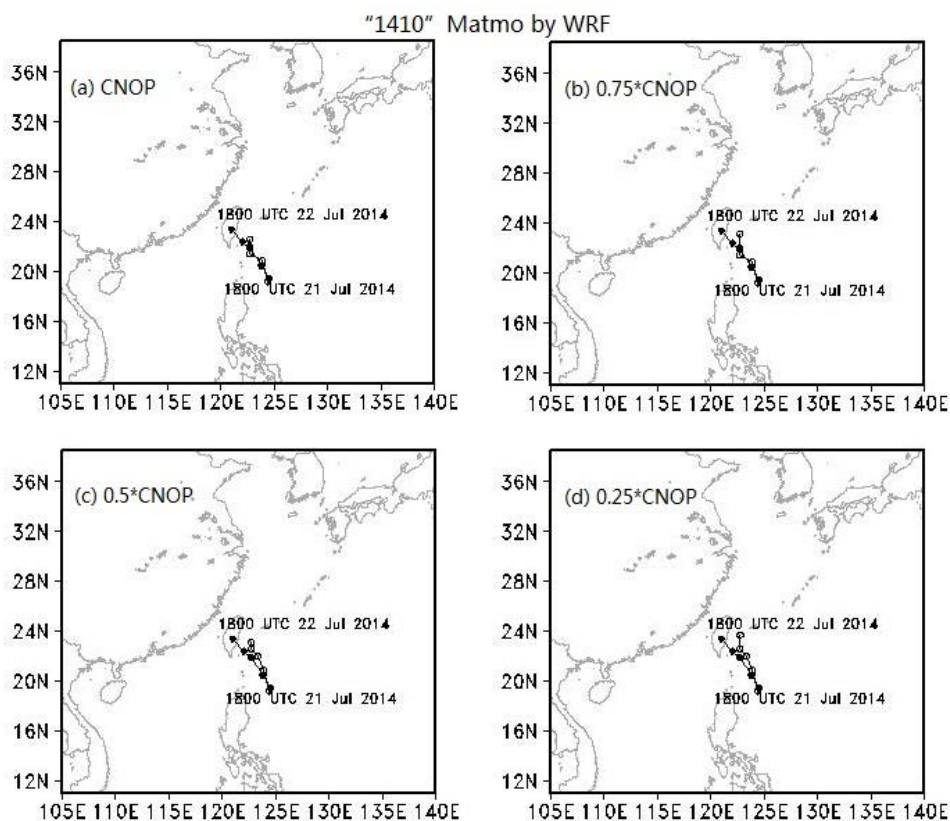 "1410" Matmo by WRF
36N
32N
28N
24N
20N
16N
12N
(a) CNOP
1800 UTC 22 Jul 2014
1800 UTC 21 Jul 2014
105E 110E 115E 120E 125E 130E 135E 140E
36N
32N
28N
24N
20N
16N
12N
(b) 0.75*CNOP
1800 UTC 22 Jul 2014
1800 UTC 21 Jul 2014
105E 110E 115E 120E 125E 130E 135E 140E
36N
32N
28N
24N
20N
16N
12N
(c) 0.5*CNOP
1800 UTC 22 Jul 2014
1800 UTC 21 Jul 2014
105E 110E 115E 120E 125E 130E 135E 140E
36N
32N
28N
24N
20N
16N
12N
(d) 0.25*CNOP
1800 UTC 22 Jul 2014
1800 UTC 21 Jul 2014
105E 110E 115E 120E 125E 130E 135E 140E